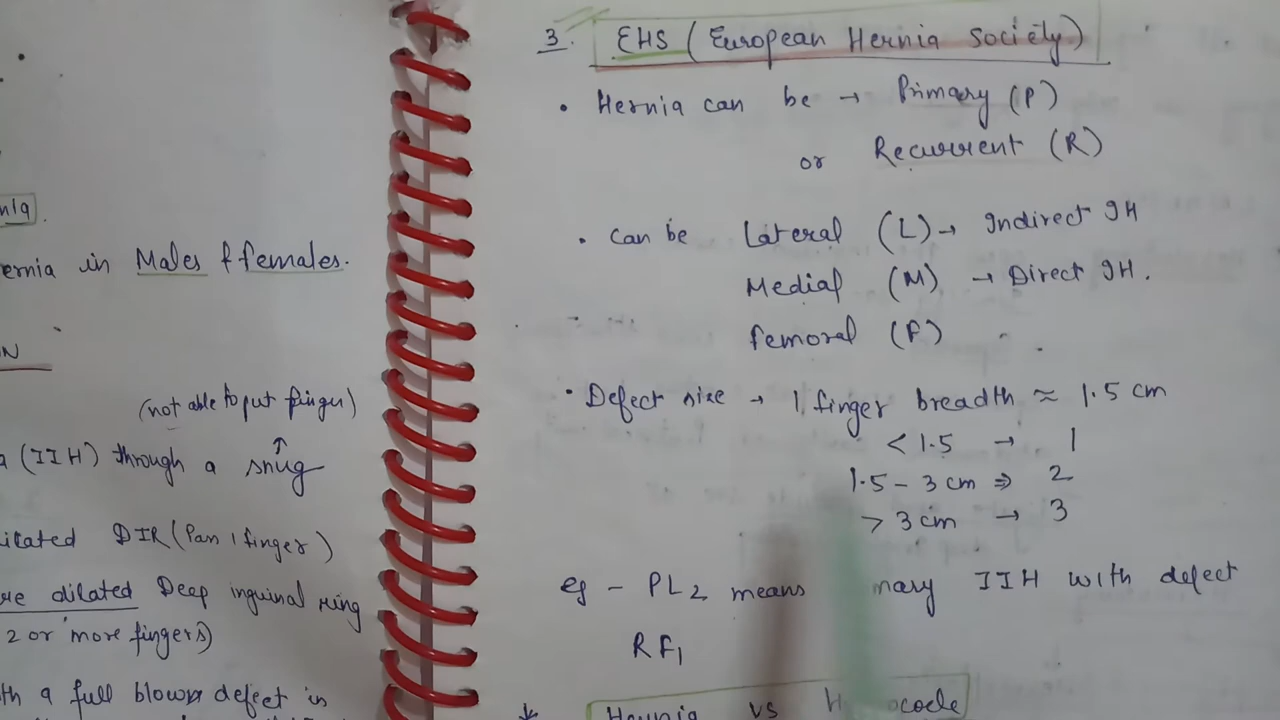 n/a.
ernia in Males & females.
N
(not able to put finger)
a (IIH) through a snug
ilated DIR (Pan 1 finger)
re dilated Deep inguinal ring
2 or more fingers)
th a full blown defect in
3. EHS (European Hernia Society)
• Hernia can be → Primary (P)
or Recurrent (R)
• Can be Lateral (L) → Indirect IH
Medial (M) → Direct IH.
Femoral (F)
• Defect size → 1 finger breadth ≈ 1.5 cm
< 1.5 → 1
1.5 - 3 cm ⇒ 2
> 3 cm → 3
eg - PL2 means mary IIH with defect
RF1
Hernia vs H ocele